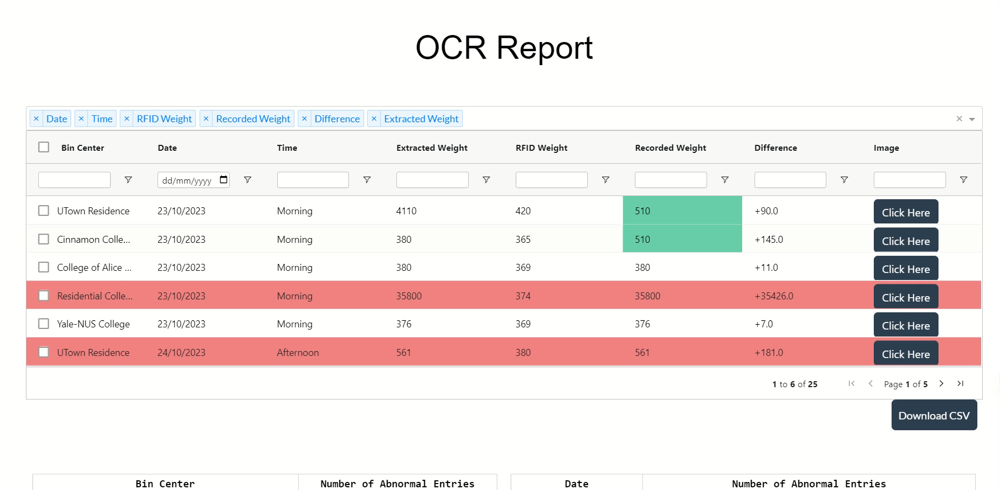 OCR Report
× Date × Time × RFID Weight × Recorded Weight × Difference × Extracted Weight ×
Bin Center Date Time Extracted Weight RFID Weight Recorded Weight Difference Image
dd/mm/yyyy
UTown Residence 23/10/2023 Morning 4110 420 510 +90.0 Click Here
Cinnamon Colle... 23/10/2023 Morning 380 365 510 +145.0 Click Here
College of Alice ... 23/10/2023 Morning 380 369 380 +11.0 Click Here
Residential Colle... 23/10/2023 Morning 35800 374 35800 +35426.0 Click Here
Yale-NUS College 23/10/2023 Morning 376 369 376 +7.0 Click Here
UTown Residence 24/10/2023 Afternoon 561 380 561 +181.0 Click Here
1 to 6 of 25 Page 1 of 5
Download CSV
Bin Center Number of Abnormal Entries Date Number of Abnormal Entries